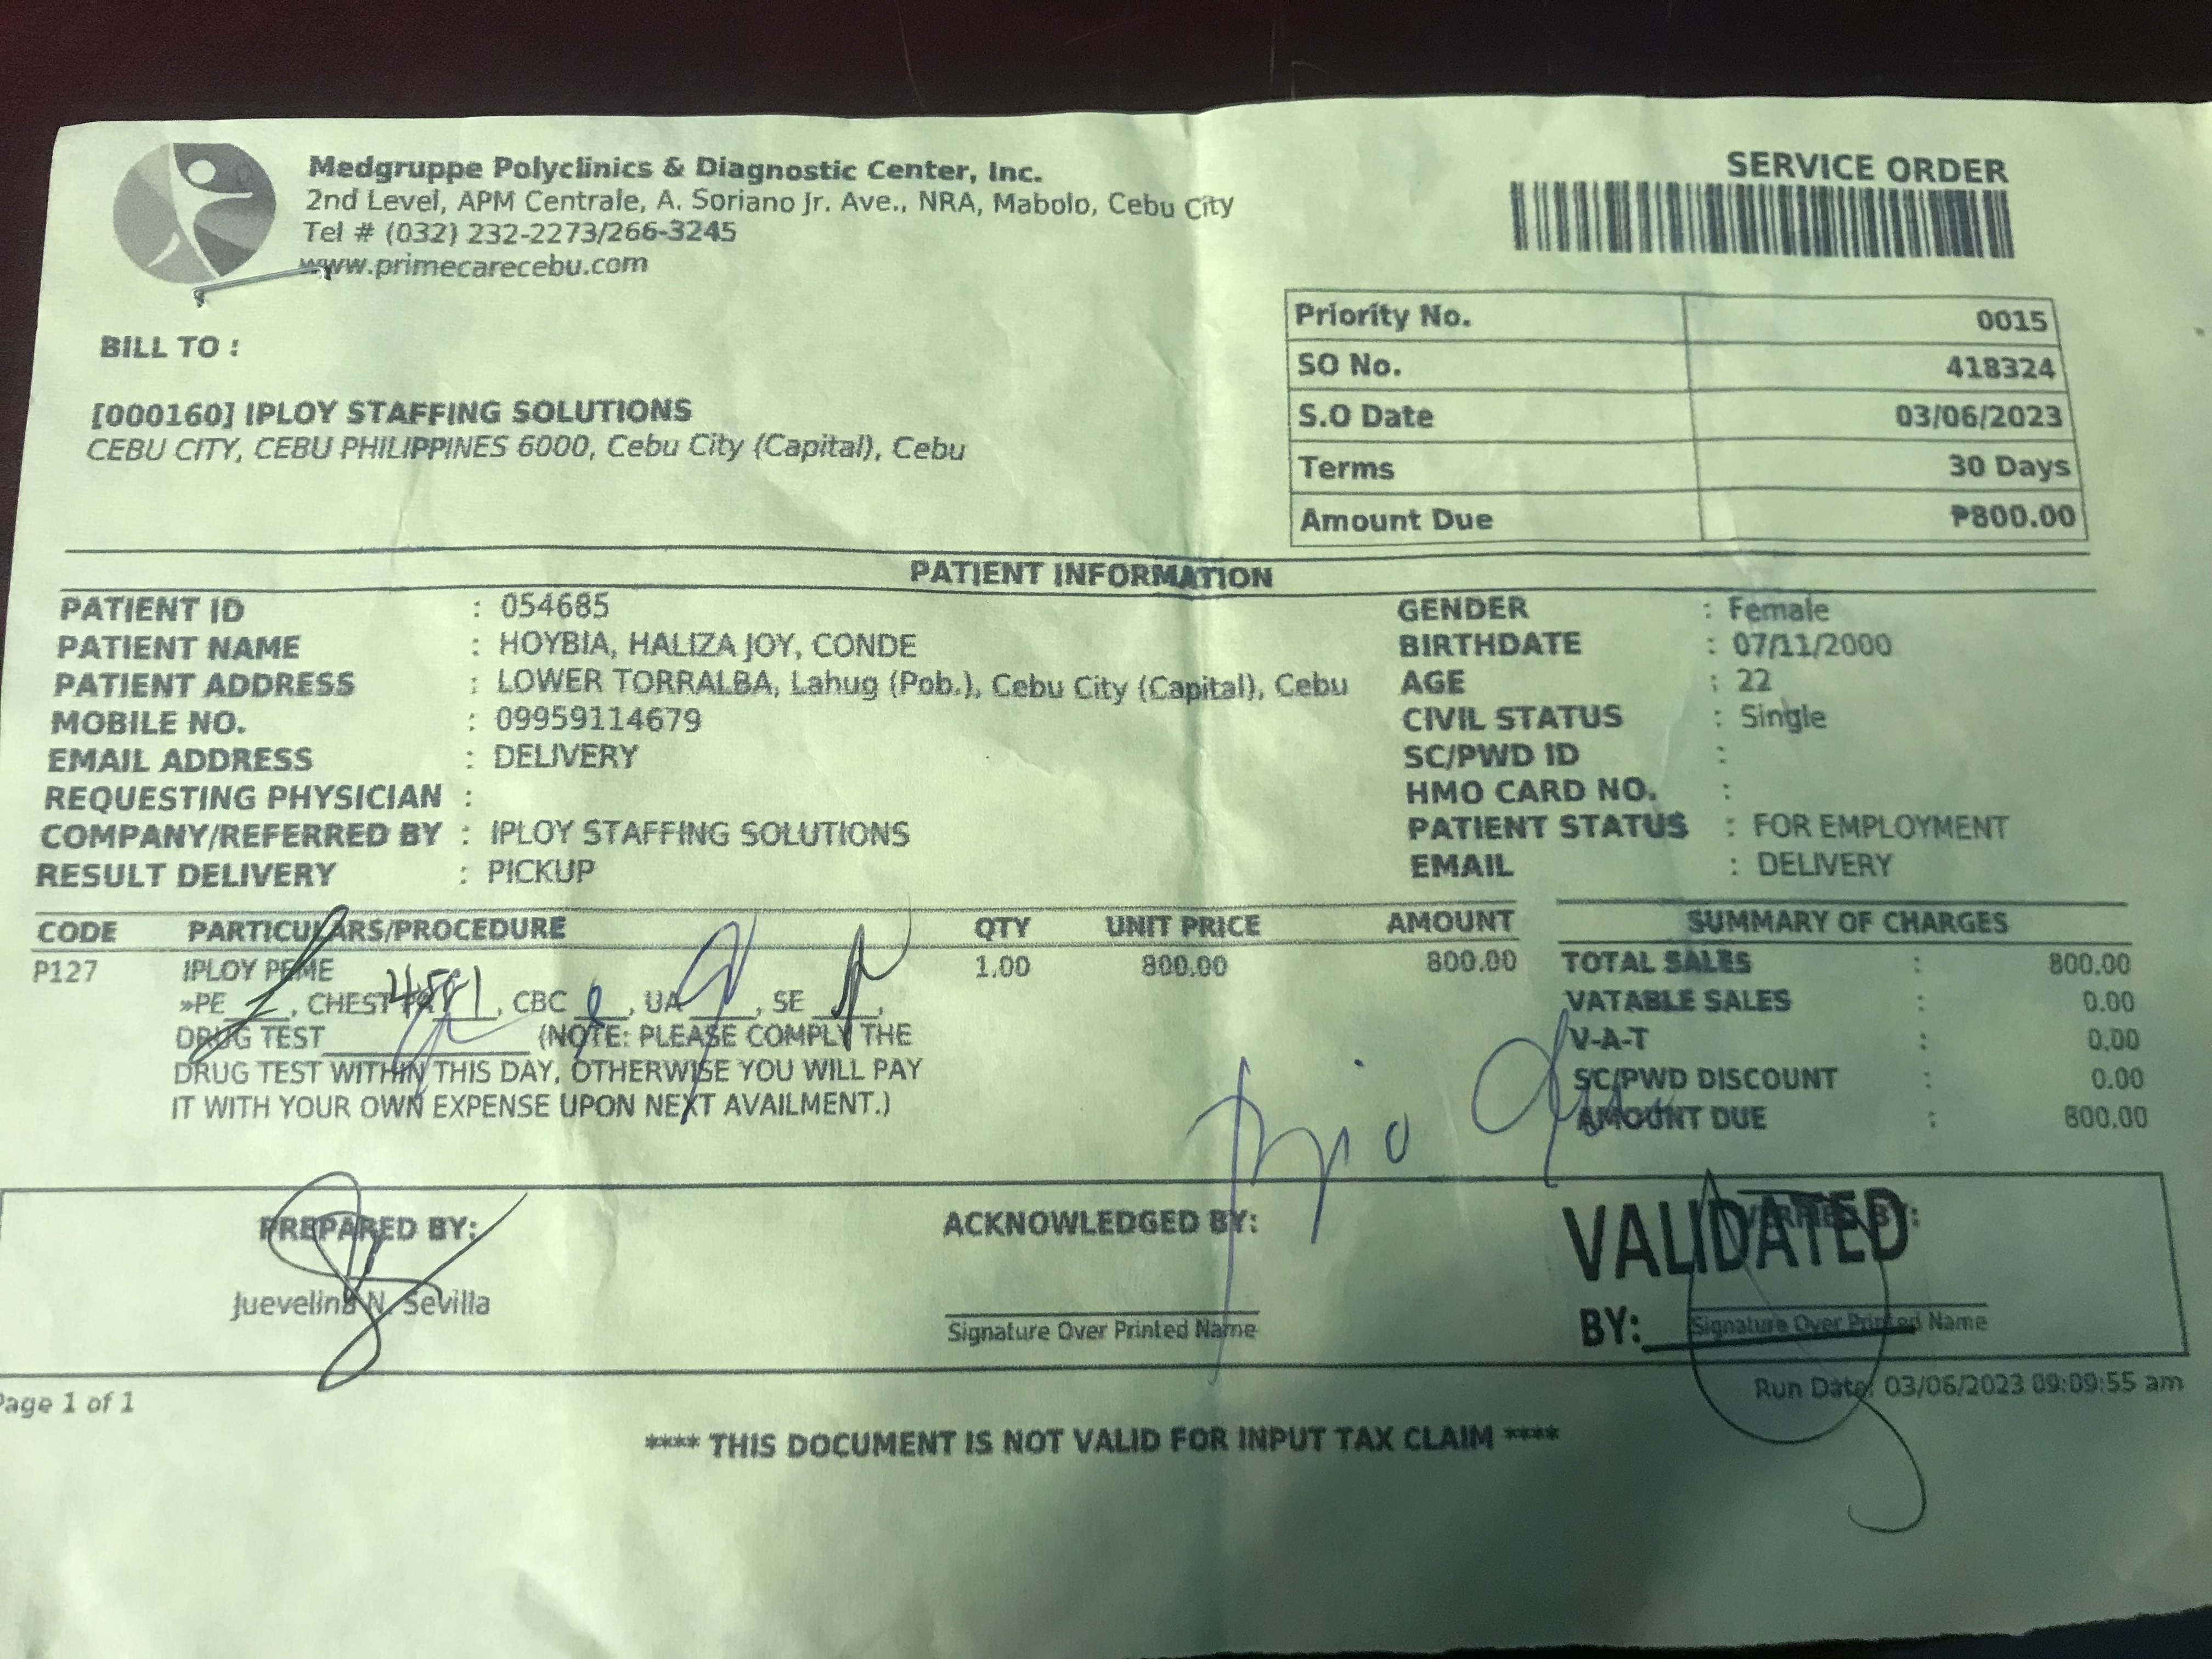 Medgruppe Polyclinics & Diagnostic Center, Inc.
2nd Level, APM Centrale, A. Soriano Jr. Ave., NRA, Mabolo, Cebu City
Tel # (032) 232-2273/266-3245
www.primecarecebu.com
SERVICE ORDER
BILL TO :
[000160] IPLOY STAFFING SOLUTIONS
CEBU CITY, CEBU PHILIPPINES 6000, Cebu City (Capital), Cebu
Priority No. 0015
SO No. 418324
S.O Date 03/06/2023
Terms 30 Days
Amount Due ₱800.00
PATIENT INFORMATION
PATIENT ID : 054685
PATIENT NAME : HOYBIA, HALIZA JOY, CONDE
PATIENT ADDRESS : LOWER TORRALBA, Lahug (Pob.), Cebu City (Capital), Cebu
MOBILE NO. : 09959114679
EMAIL ADDRESS : DELIVERY
REQUESTING PHYSICIAN :
COMPANY/REFERRED BY : IPLOY STAFFING SOLUTIONS
RESULT DELIVERY : PICKUP
GENDER : Female
BIRTHDATE : 07/11/2000
AGE : 22
CIVIL STATUS : Single
SC/PWD ID :
HMO CARD NO. :
PATIENT STATUS : FOR EMPLOYMENT
EMAIL : DELIVERY
CODE PARTICULARS/PROCEDURE QTY UNIT PRICE AMOUNT
P127 IPLOY PEME 1.00 800.00 800.00
»PE____, CHEST PA____, CBC ____, UA____, SE ____,
DRUG TEST____________ (NOTE: PLEASE COMPLY THE
DRUG TEST WITHIN THIS DAY, OTHERWISE YOU WILL PAY
IT WITH YOUR OWN EXPENSE UPON NEXT AVAILMENT.)
SUMMARY OF CHARGES
TOTAL SALES : 800.00
VATABLE SALES : 0.00
V-A-T : 0.00
SC/PWD DISCOUNT : 0.00
AMOUNT DUE : 800.00
PREPARED BY:
Juevelina N. Sevilla
ACKNOWLEDGED BY:
Signature Over Printed Name
VERIFIED BY:
VALIDATED
BY:
Signature Over Printed Name
Page 1 of 1
Run Date: 03/06/2023 09:09:55 am
**** THIS DOCUMENT IS NOT VALID FOR INPUT TAX CLAIM ****